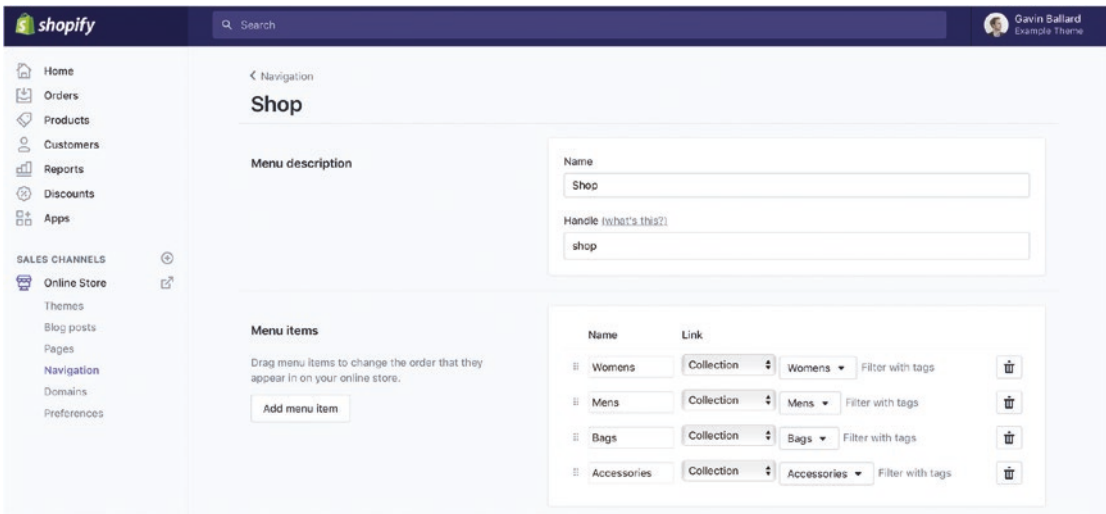 shopify
Search
Gavin Ballard
Example Theme
Home
Orders
Products
Customers
Reports
Discounts
Apps
SALES CHANNELS
Online Store
Themes
Blog posts
Pages
Navigation
Domains
Preferences
Navigation
Shop
Menu description
Name
Shop
Handle (what's this?)
shop
Menu items
Drag menu items to change the order that they
appear in on your online store.
Add menu item
Name Link
Womens Collection Womens Filter with tags
Mens Collection Mens Filter with tags
Bags Collection Bags Filter with tags
Accessories Collection Accessories Filter with tags